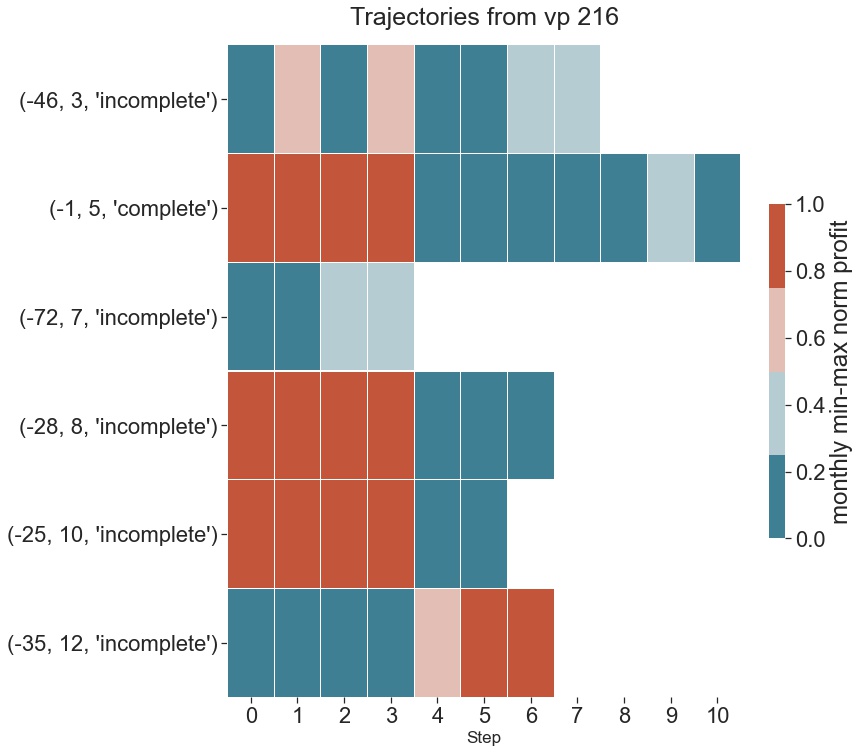 Trajectories from vp 216
(-46, 3, 'incomplete')
(-1, 5, 'complete')
(-72, 7, 'incomplete')
(-28, 8, 'incomplete')
(-25, 10, 'incomplete')
(-35, 12, 'incomplete')
0 1 2 3 4 5 6 7 8 9 10
Step
1.0
0.8
0.6
0.4
0.2
0.0
monthly min-max norm profit